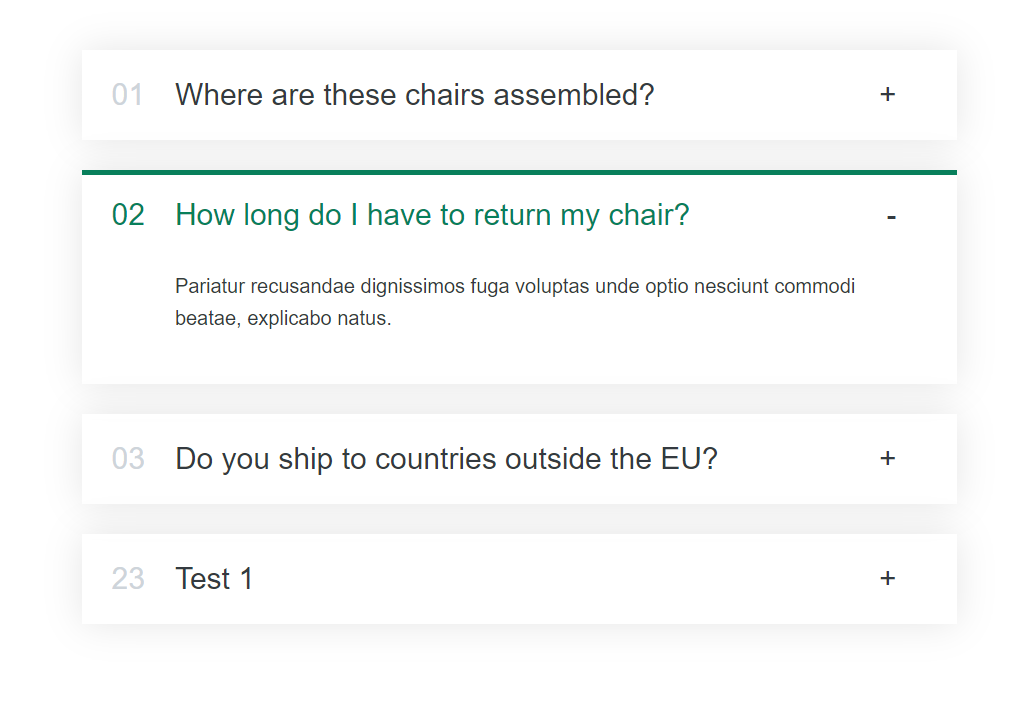 01 Where are these chairs assembled? +
02 How long do I have to return my chair? -
Pariatur recusandae dignissimos fuga voluptas unde optio nesciunt commodi
beatae, explicabo natus.
03 Do you ship to countries outside the EU? +
23 Test 1 +